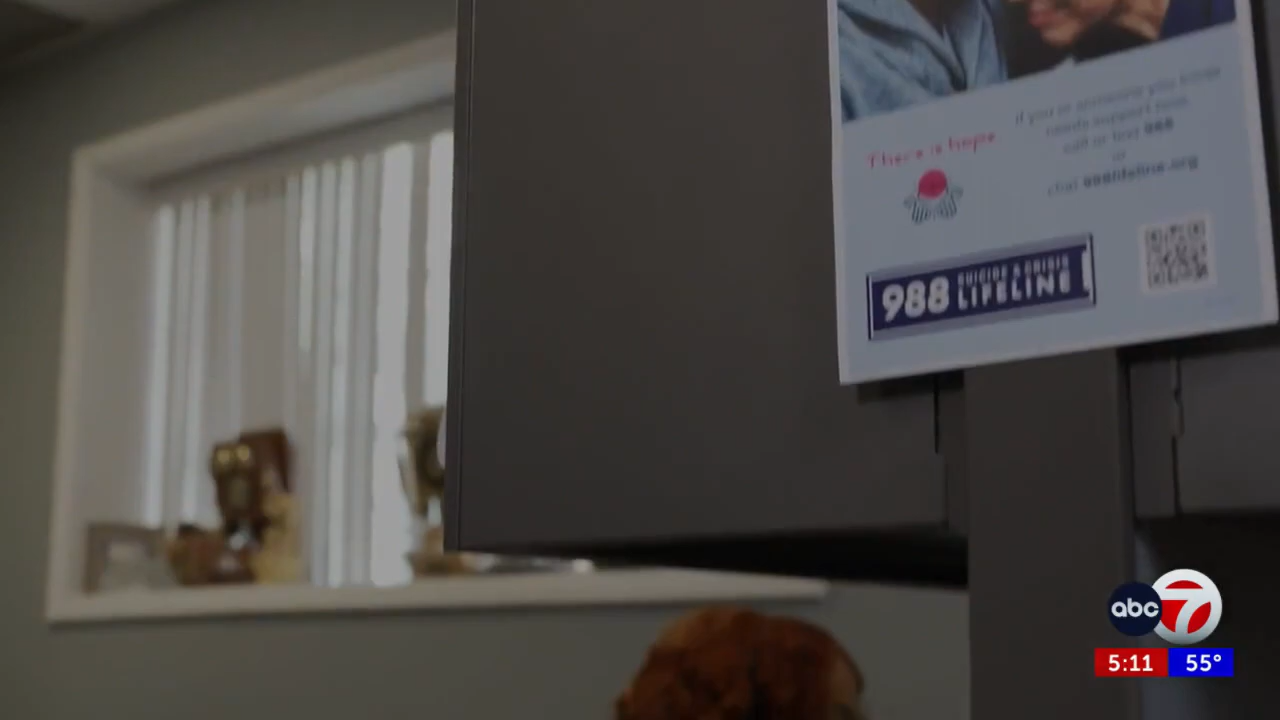 There is hope
If you or someone you know
needs support now,
call or text 988
or
chat 988lifeline.org
988 SUICIDE & CRISIS
LIFELINE
abc 7
5:11 55°